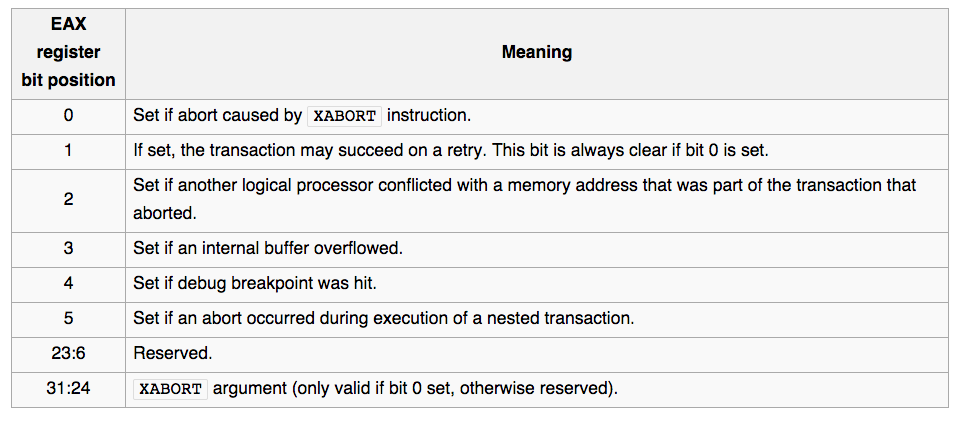 EAX
register
bit position
Meaning
0
Set if abort caused by XABORT instruction.
1
If set, the transaction may succeed on a retry. This bit is always clear if bit 0 is set.
2
Set if another logical processor conflicted with a memory address that was part of the transaction that
aborted.
3
Set if an internal buffer overflowed.
4
Set if debug breakpoint was hit.
5
Set if an abort occurred during execution of a nested transaction.
23:6
Reserved.
31:24
XABORT argument (only valid if bit 0 set, otherwise reserved).